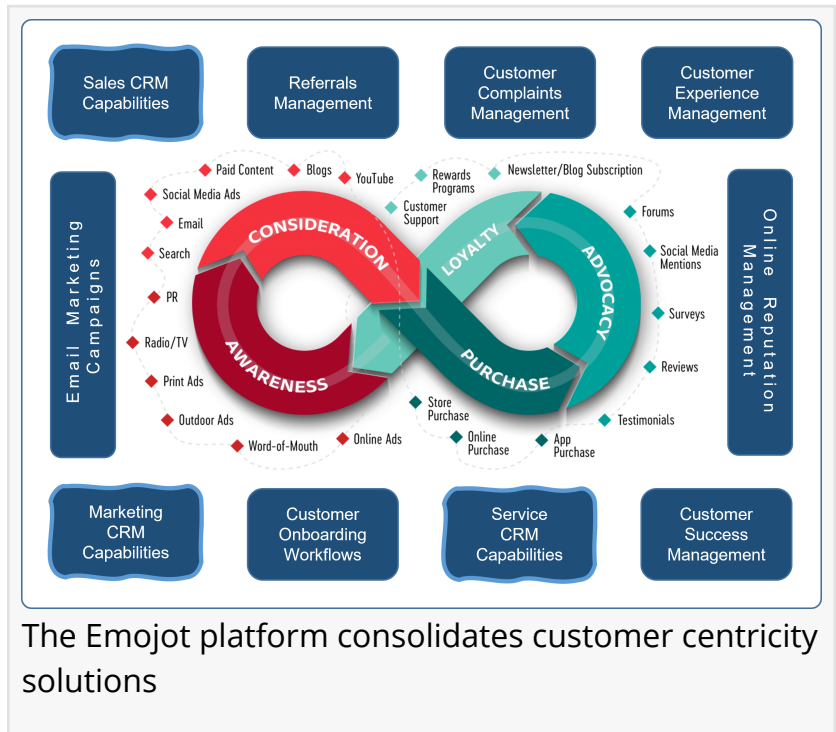 Sales CRM
Capabilities
Referrals
Management
Customer
Complaints
Management
Customer
Experience
Management
Email Marketing
Campaigns
Paid Content
Blogs
YouTube
Social Media Ads
Email
Search
PR
Radio/TV
Print Ads
Outdoor Ads
Word-of-Mouth
Online Ads
CONSIDERATION
AWARENESS
Rewards
Programs
Newsletter/Blog Subscription
Customer
Support
LOYALTY
ADVOCACY
PURCHASE
Forums
Social Media
Mentions
Surveys
Reviews
Testimonials
Store
Purchase
Online
Purchase
App
Purchase
Online Reputation
Management
Marketing
CRM
Capabilities
Customer
Onboarding
Workflows
Service
CRM
Capabilities
Customer
Success
Management
The Emojot platform consolidates customer centricity
solutions